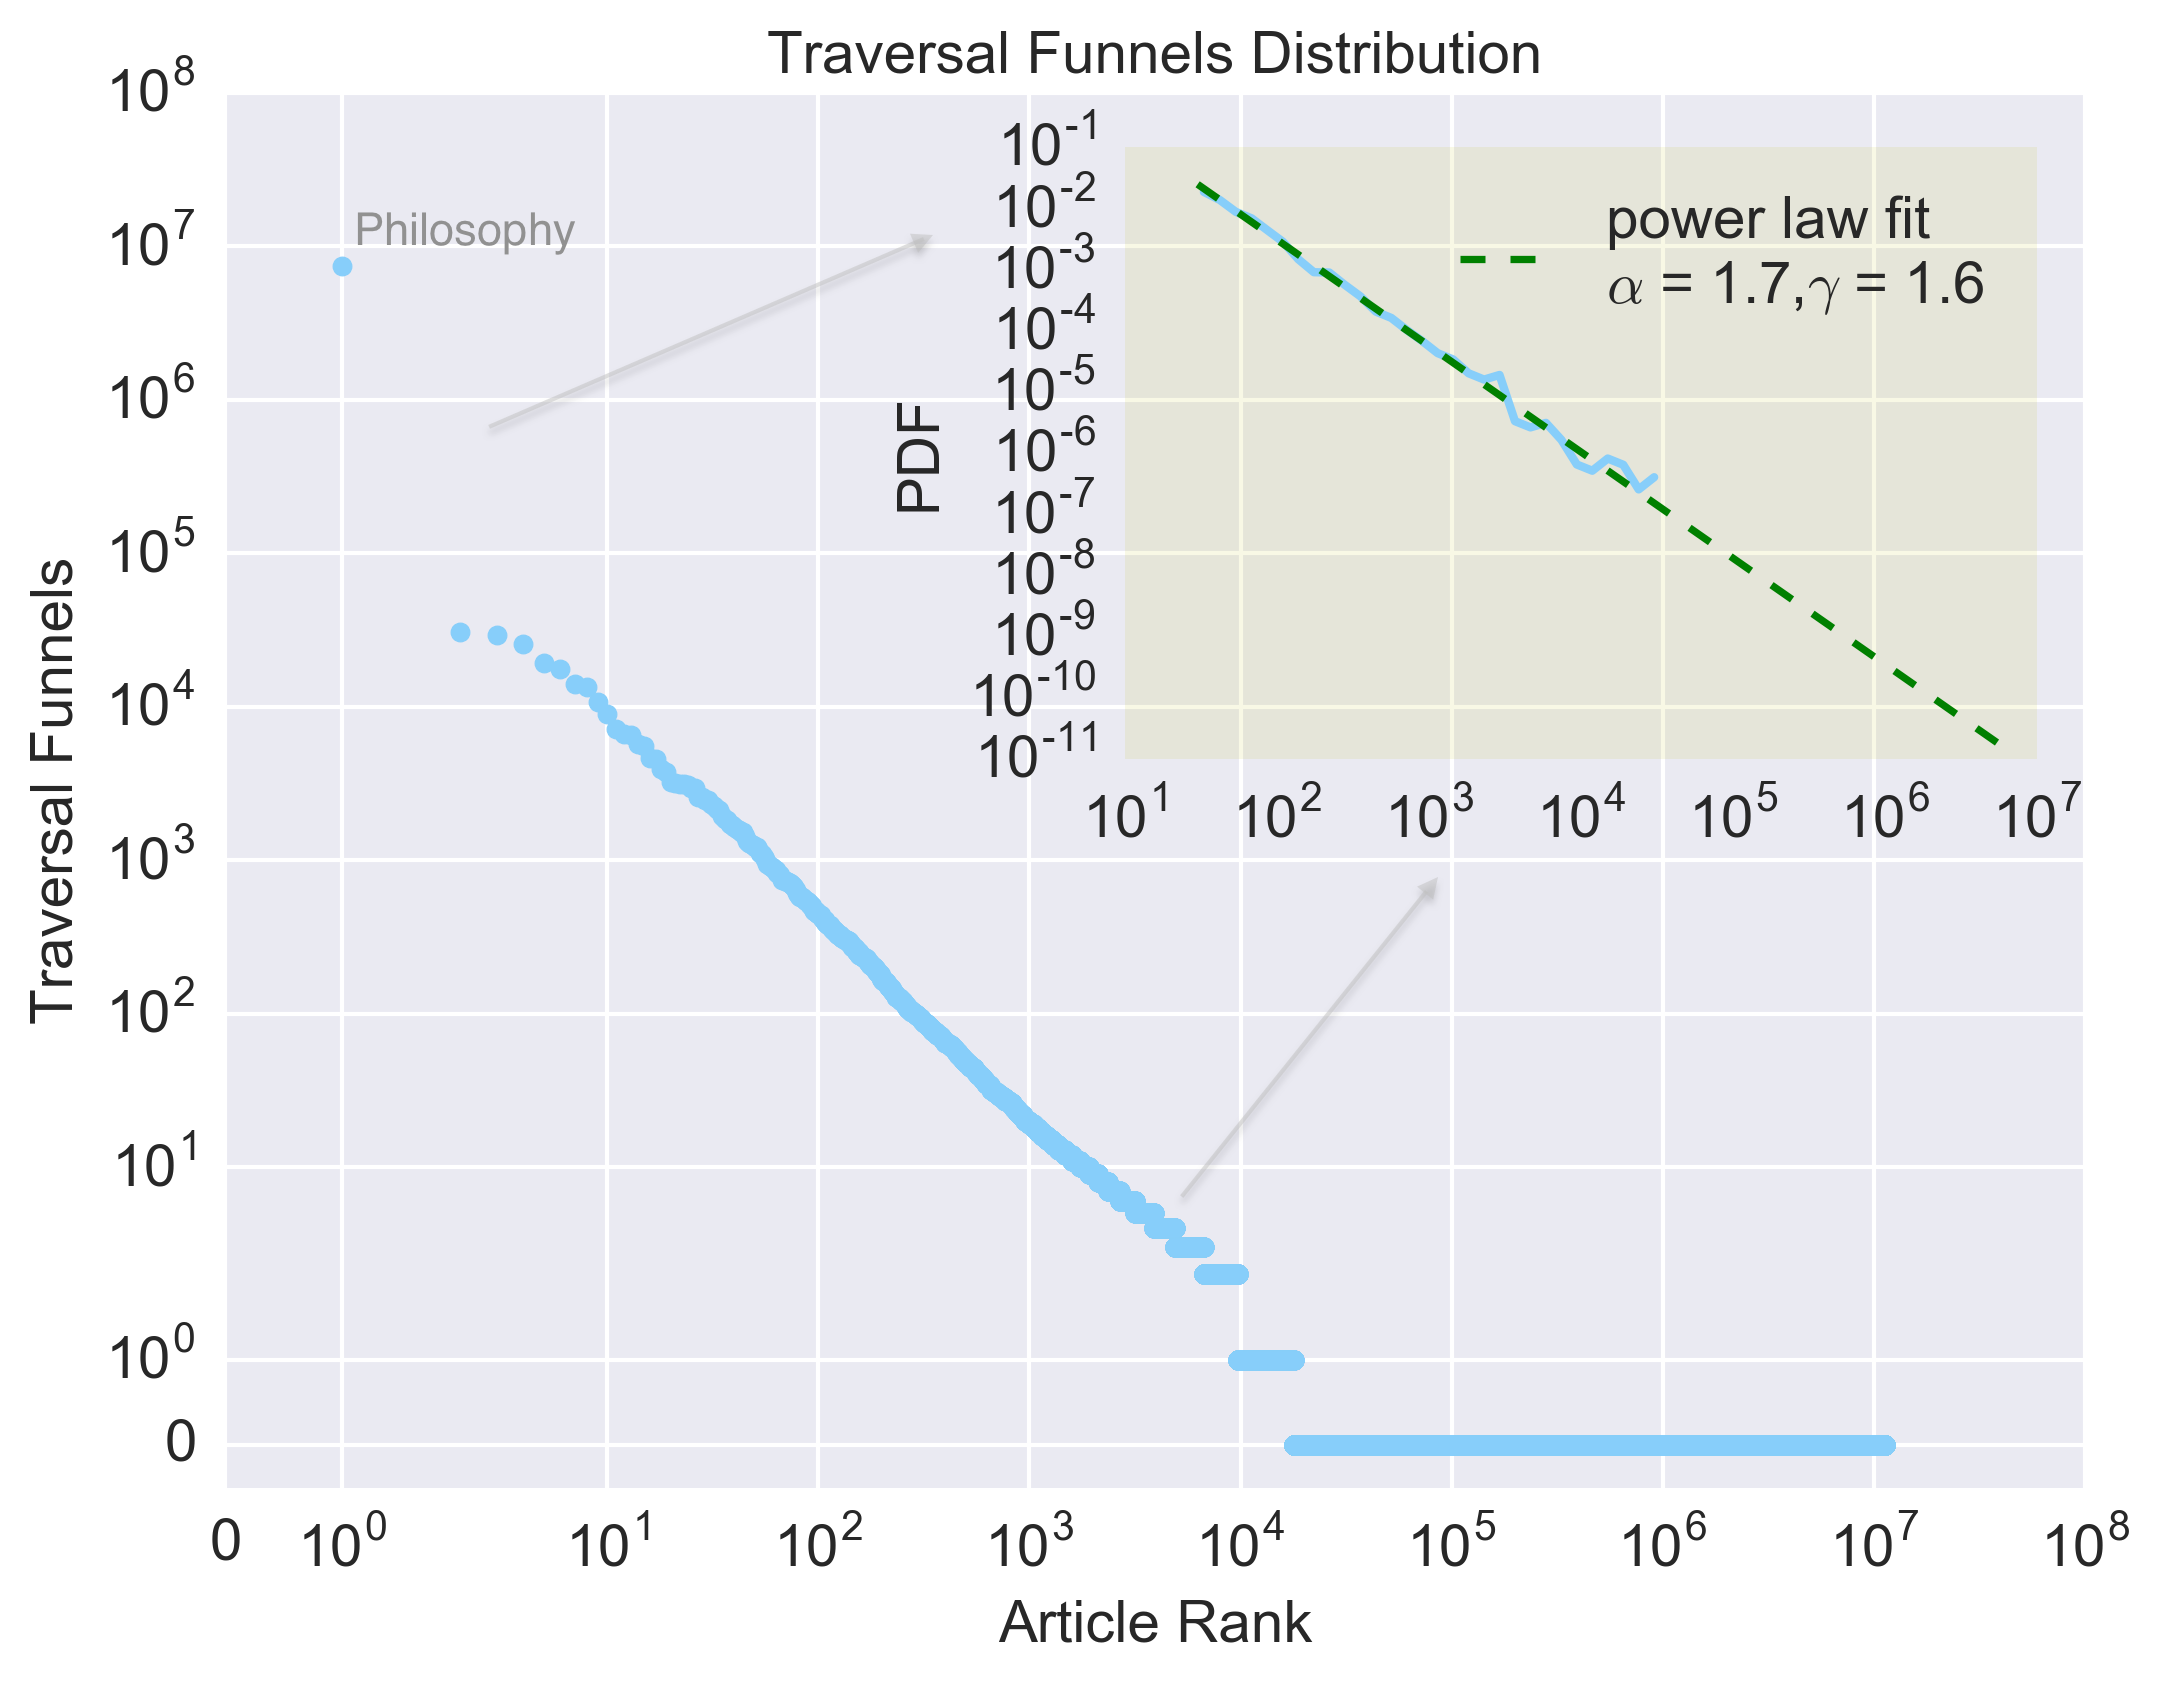 Traversal Funnels Distribution
10^8
10^7
10^6
10^5
10^4
10^3
10^2
10^1
10^0
0
Traversal Funnels
Philosophy
10^-1
10^-2
10^-3
10^-4
10^-5
10^-6
10^-7
10^-8
10^-9
10^-10
10^-11
PDF
power law fit
α = 1.7,γ = 1.6
10^1 10^2 10^3 10^4 10^5 10^6 10^7
0 10^0 10^1 10^2 10^3 10^4 10^5 10^6 10^7 10^8
Article Rank